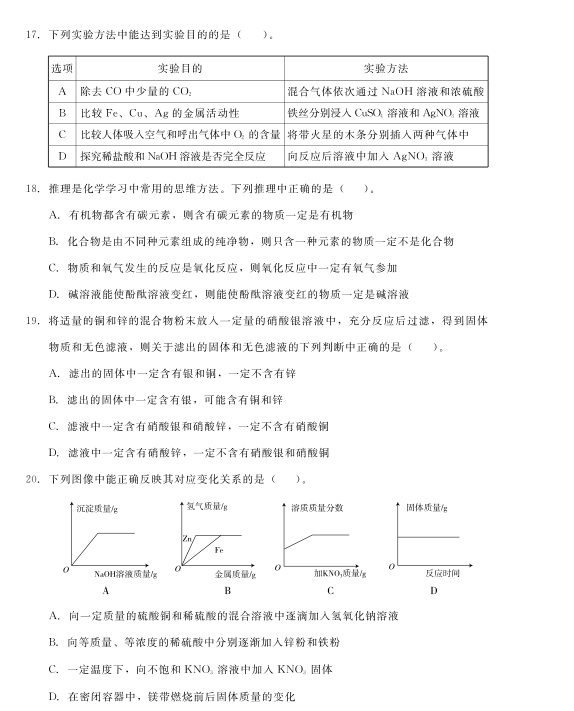 17. 下列实验方法中能达到实验目的的是（　　）。
选项 实验目的 实验方法
A 除去 CO 中少量的 CO₂ 混合气体依次通过 NaOH 溶液和浓硫酸
B 比较 Fe、Cu、Ag 的金属活动性 铁丝分别浸入 CuSO₄ 溶液和 AgNO₃ 溶液
C 比较人体吸入空气和呼出气体中 O₂ 的含量 将带火星的木条分别插入两种气体中
D 探究稀盐酸和 NaOH 溶液是否完全反应 向反应后溶液中加入 AgNO₃ 溶液
18. 推理是化学学习中常用的思维方法。下列推理中正确的是（　　）。
A. 有机物都含有碳元素，则含有碳元素的物质一定是有机物
B. 化合物是由不同种元素组成的纯净物，则只含一种元素的物质一定不是化合物
C. 物质和氧气发生的反应是氧化反应，则氧化反应中一定有氧气参加
D. 碱溶液能使酚酞溶液变红，则能使酚酞溶液变红的物质一定是碱溶液
19. 将适量的铜和锌的混合物粉末放入一定量的硝酸银溶液中，充分反应后过滤，得到固体
物质和无色滤液，则关于滤出的固体和无色滤液的下列判断中正确的是（　　）。
A. 滤出的固体中一定含有银和铜，一定不含有锌
B. 滤出的固体中一定含有银，可能含有铜和锌
C. 滤液中一定含有硝酸银和硝酸锌，一定不含有硝酸铜
D. 滤液中一定含有硝酸锌，一定不含有硝酸银和硝酸铜
20. 下列图像中能正确反映其对应变化关系的是（　　）。
沉淀质量/g 氢气质量/g 溶质质量分数 固体质量/g
Zn
Fe
O O O O
NaOH溶液质量/g 金属质量/g 加KNO₃质量/g 反应时间
A B C D
A. 向一定质量的硫酸铜和稀硫酸的混合溶液中逐滴加入氢氧化钠溶液
B. 向等质量、等浓度的稀硫酸中分别逐渐加入锌粉和铁粉
C. 一定温度下，向不饱和 KNO₃ 溶液中加入 KNO₃ 固体
D. 在密闭容器中，镁带燃烧前后固体质量的变化